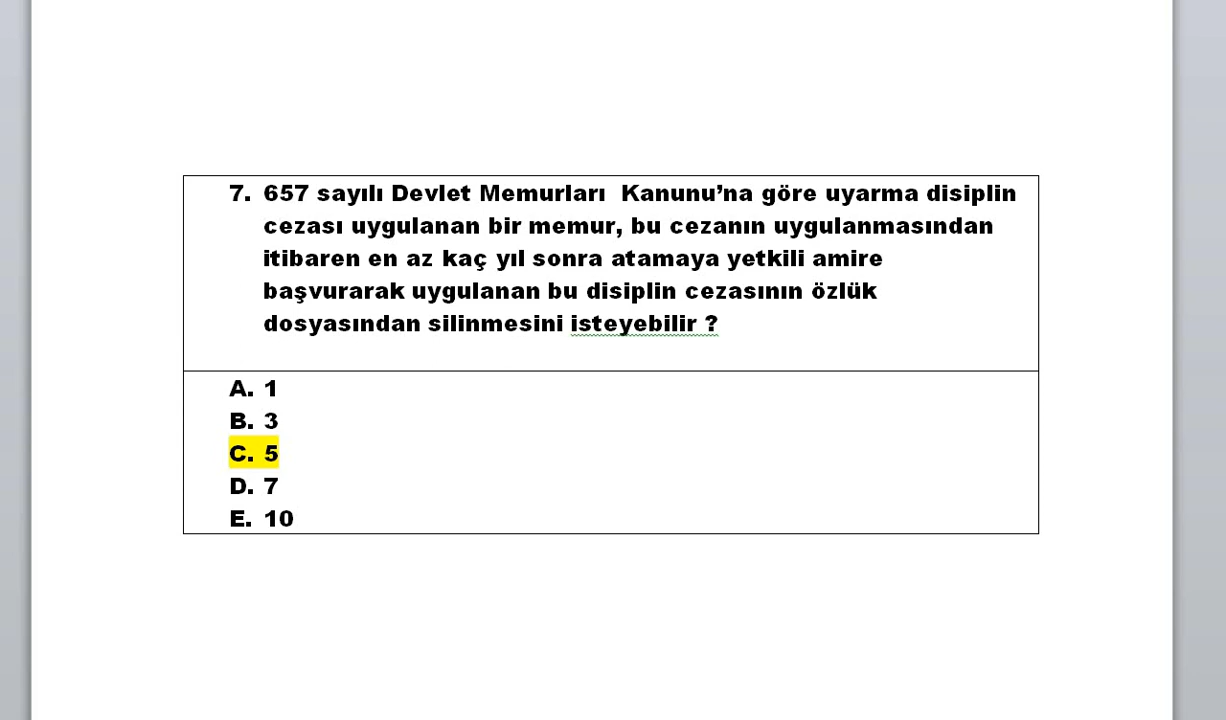 7. 657 sayılı Devlet Memurları  Kanunu’na göre uyarma disiplin
cezası uygulanan bir memur, bu cezanın uygulanmasından
itibaren en az kaç yıl sonra atamaya yetkili amire
başvurarak uygulanan bu disiplin cezasının özlük
dosyasından silinmesini isteyebilir ?
A. 1
B. 3
C. 5
D. 7
E. 10